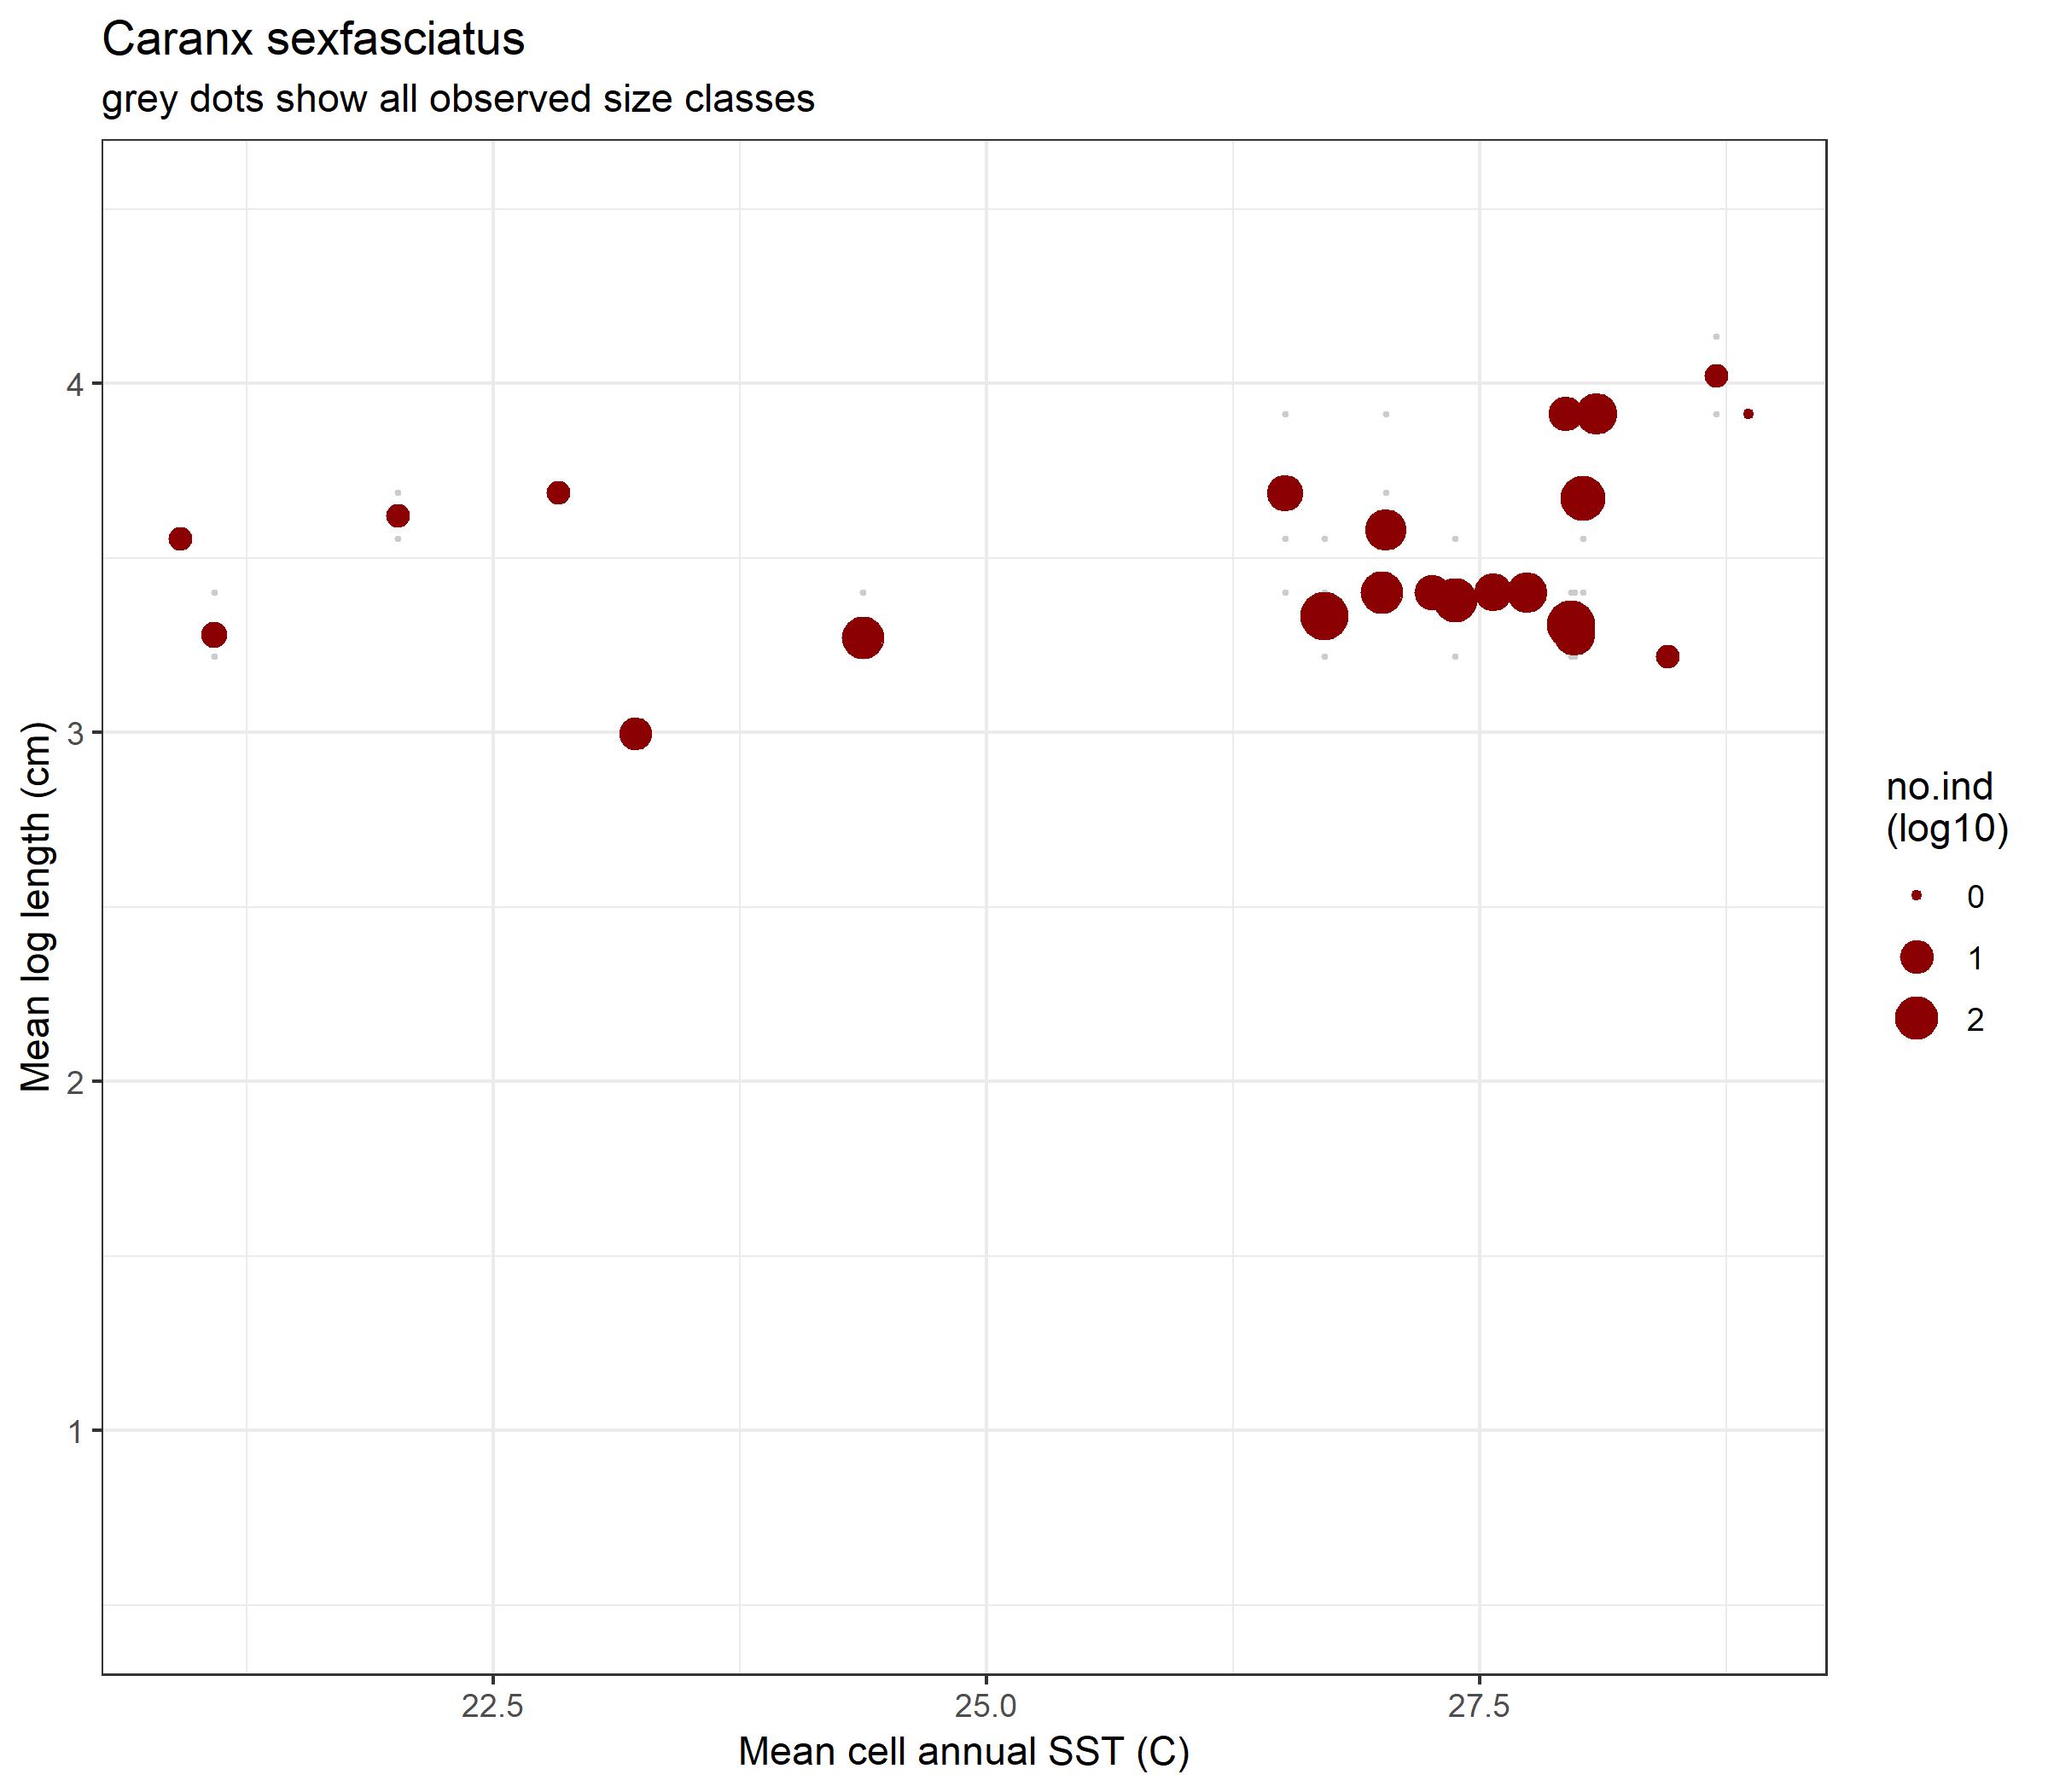 Caranx sexfasciatus
grey dots show all observed size classes
Mean log length (cm)
4
3
2
1
22.5 25.0 27.5
Mean cell annual SST (C)
no.ind
(log10)
0
1
2